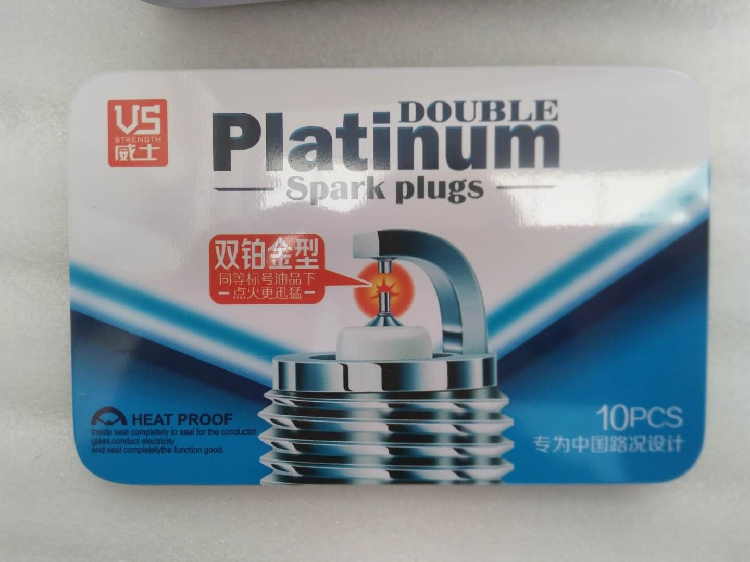 VS
STRENGTH
威士
DOUBLE
Platinum
Spark plugs
双铂金型
同等标号油品下
点火更迅猛
HEAT PROOF
Inside seal completely to seal for the conductor
glass,conduct electricity
and seal completelythe function good.
10PCS
专为中国路况设计